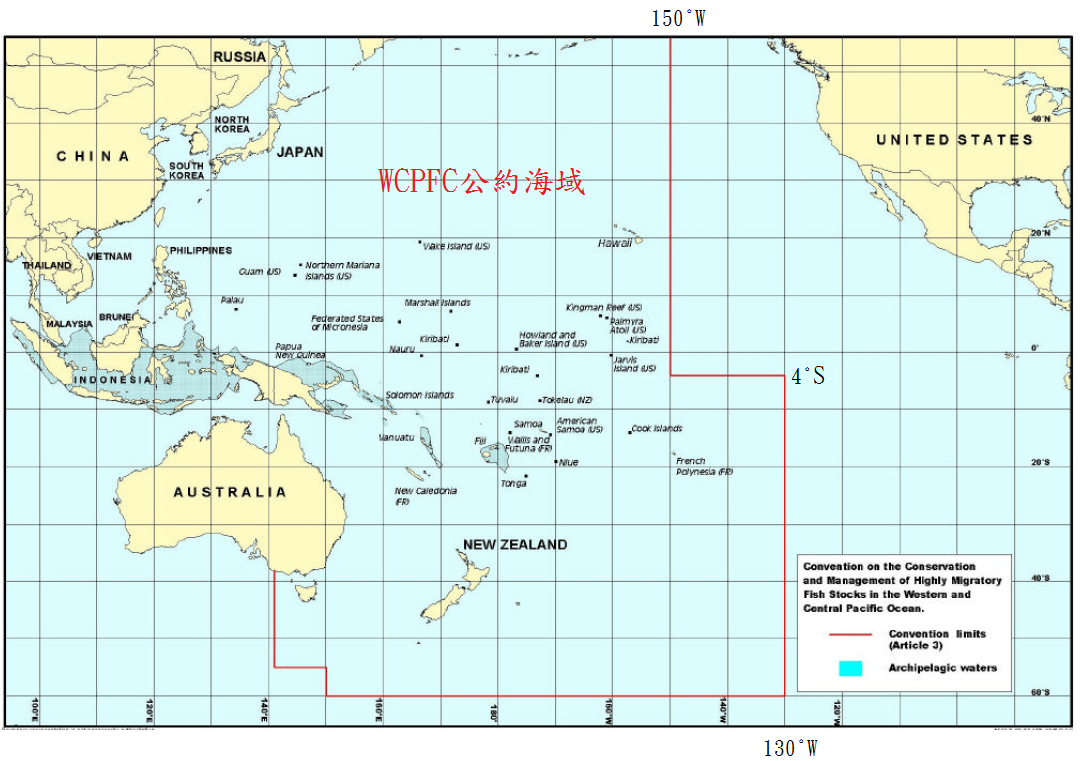 150°W
RUSSIA
NORTH
KOREA
CHINA
JAPAN
SOUTH
KOREA
UNITED STATES
40°N
WCPFC公約海域
20°N
Hawaii
Wake Island (US)
PHILIPPINES
VIETNAM
THAILAND
Guam (US)
Northern Mariana
Islands (US)
Palau
Marshall Islands
Kingman Reef (US)
Palmyra
Atoll (US)
Kiribati
BRUNEI
MALAYSIA
Federated States
of Micronesia
Kiribati
Howland and
Baker Island (US)
Papua
New Guinea
Nauru
0°
Jarvis
Island (US)
Kiribati
4°S
INDONESIA
Solomon Islands
Tuvalu
Tokelau (NZ)
Samoa
American
Samoa (US)
Cook Islands
Vanuatu
Fiji
Wallis and
Futuna (FR)
Niue
French
Polynesia (FR)
20°S
Tonga
New Caledonia
(FR)
AUSTRALIA
NEW ZEALAND
Convention on the Conservation
and Management of Highly Migratory
Fish Stocks in the Western and
Central Pacific Ocean.
Convention limits
(Article 3)
Archipelagic waters
40°S
60°S
100°E
120°E
140°E
160°E
180°
160°W
140°W
120°W
130°W